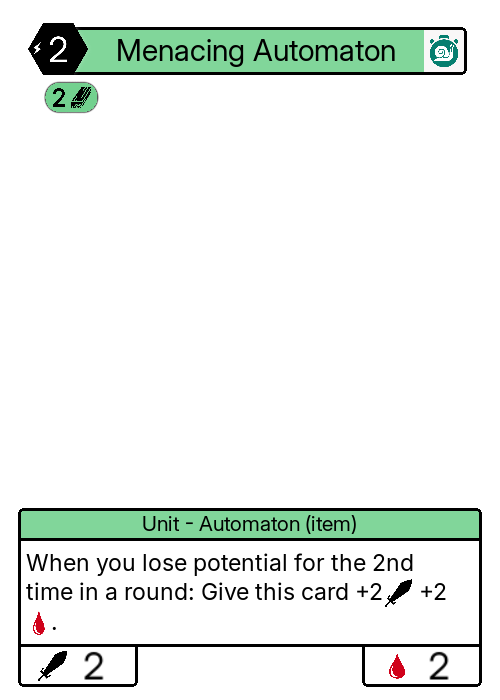 2 Menacing Automaton
2
Unit - Automaton (item)
When you lose potential for the 2nd
time in a round: Give this card +2 +2
.
2 2